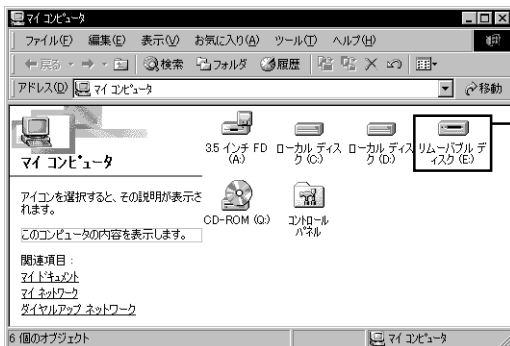 マイ コンピュータ
ファイル(F) 編集(E) 表示(V) お気に入り(A) ツール(T) ヘルプ(H)
戻る 検索 フォルダ 履歴
アドレス(D) マイ コンピュータ 移動
マイ コンピュータ
アイコンを選択すると、その説明が表示さ
れます。
このコンピュータの内容を表示します。
関連項目:
マイ ドキュメント
マイ ネットワーク
ダイヤルアップ ネットワーク
3.5 インチ FD
(A:)
ローカル ディス
ク (C:)
ローカル ディス
ク (D:)
リムーバブル デ
ィスク (E:)
CD-ROM (Q:)
コントロール
パネル
6 個のオブジェクト マイ コンピュータ